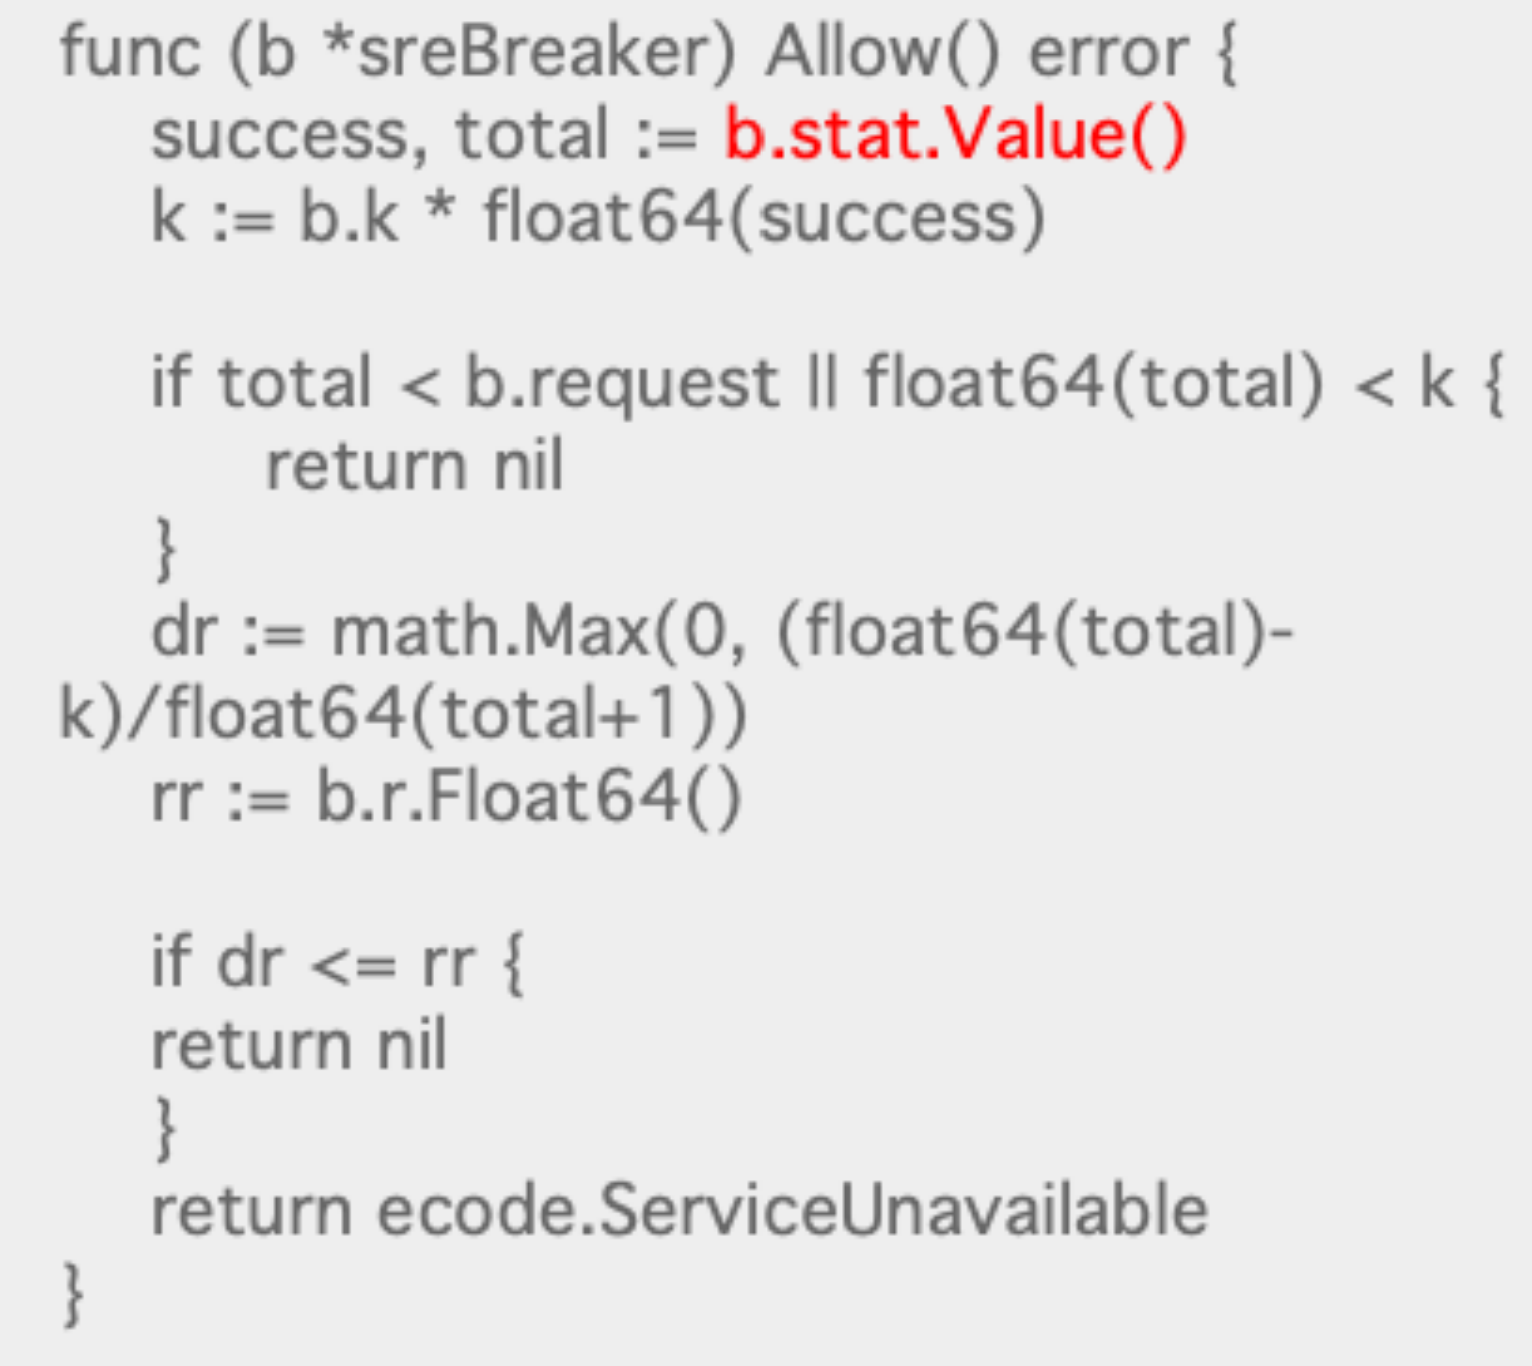 func (b *sreBreaker) Allow() error {
success, total := b.stat.Value()
k := b.k * float64(success)
if total < b.request || float64(total) < k {
return nil
}
dr := math.Max(0, (float64(total)-
k)/float64(total+1))
rr := b.r.Float64()
if dr <= rr {
return nil
}
return ecode.ServiceUnavailable
}